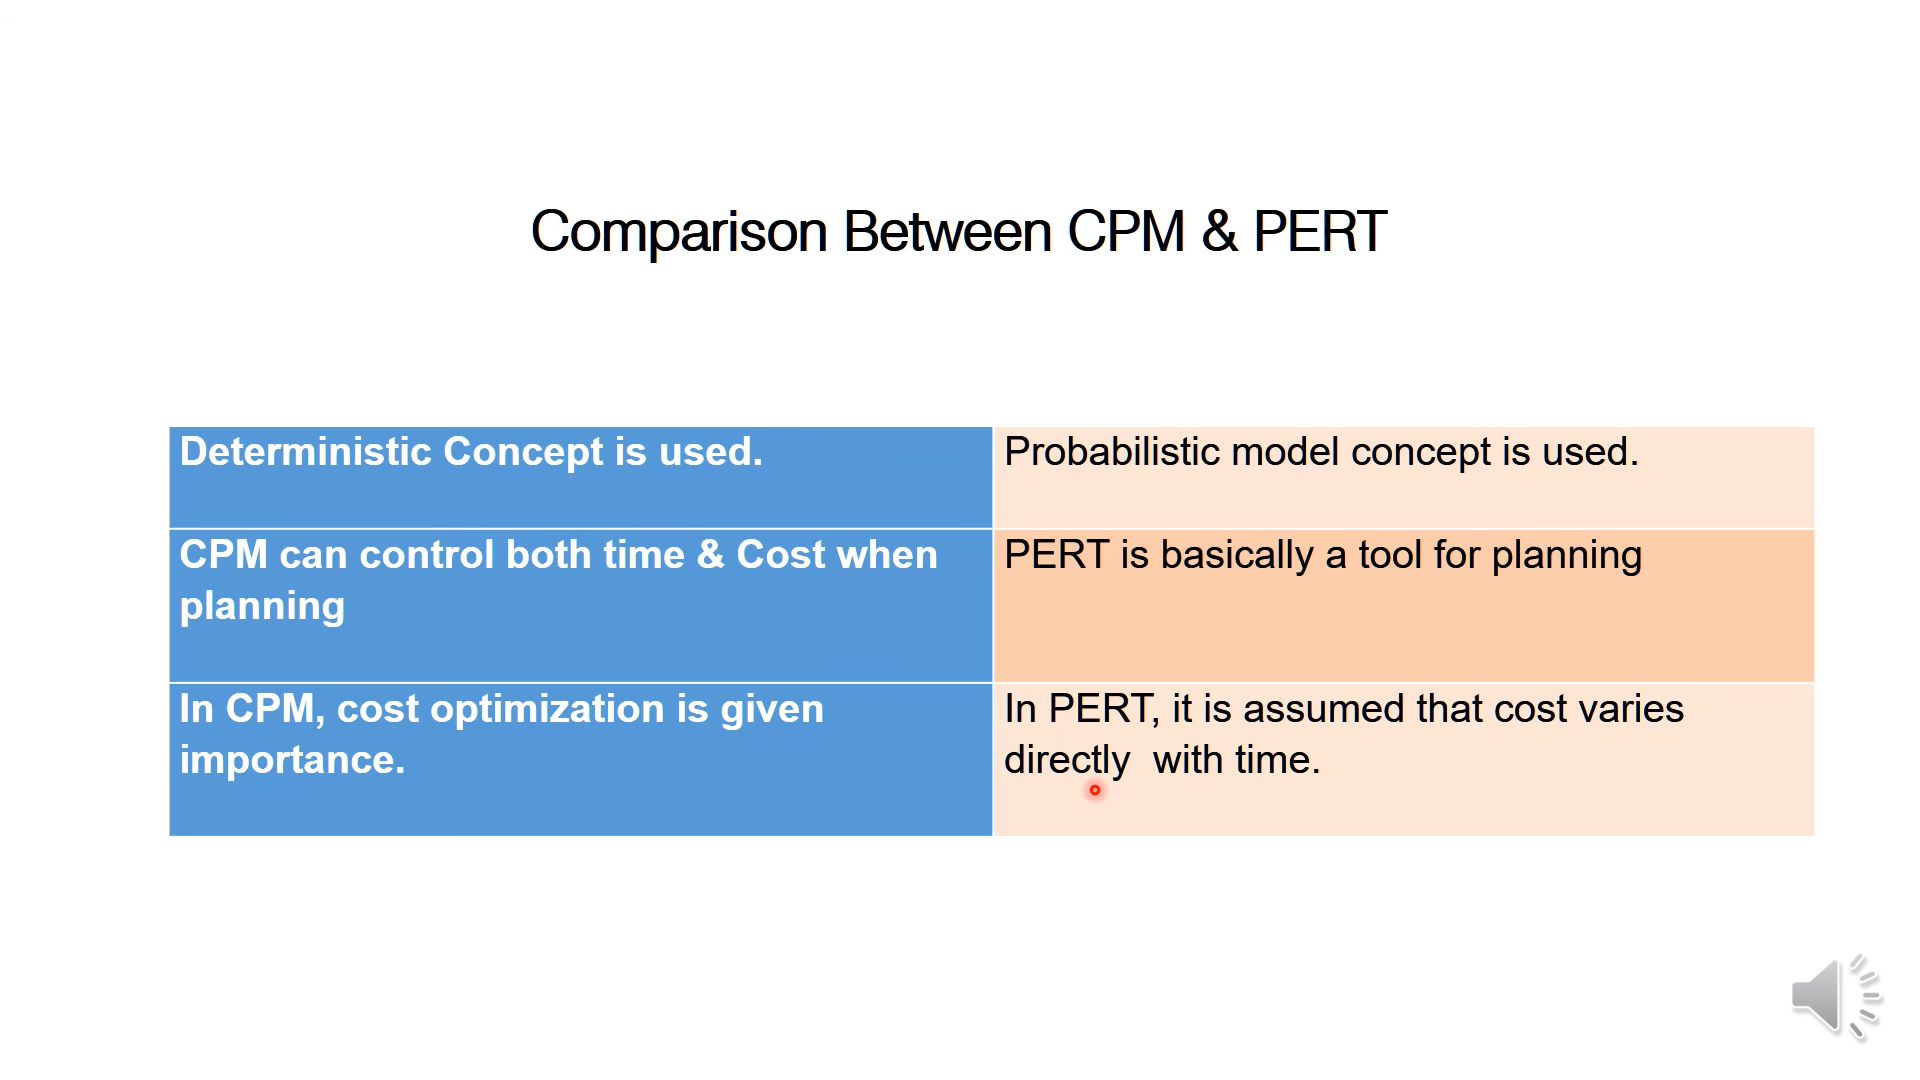 Comparison Between CPM & PERT
Deterministic Concept is used.
Probabilistic model concept is used.
CPM can control both time & Cost when
planning
PERT is basically a tool for planning
In CPM, cost optimization is given
importance.
In PERT, it is assumed that cost varies
directly  with time.